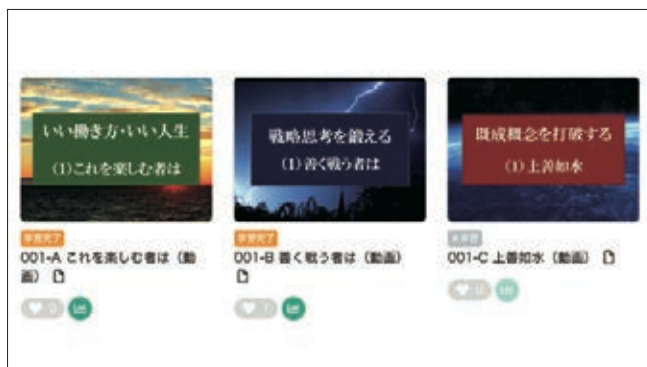 いい働き方・いい人生
(1)これを楽しむ者は
戦略思考を鍛える
(1)善く戦う者は
既成概念を打破する
(1)上善如水
学習完了
001-A これを楽しむ者は（動
画）
学習完了
001-B 善く戦う者は（動画）
未学習
001-C 上善如水（動画）
0